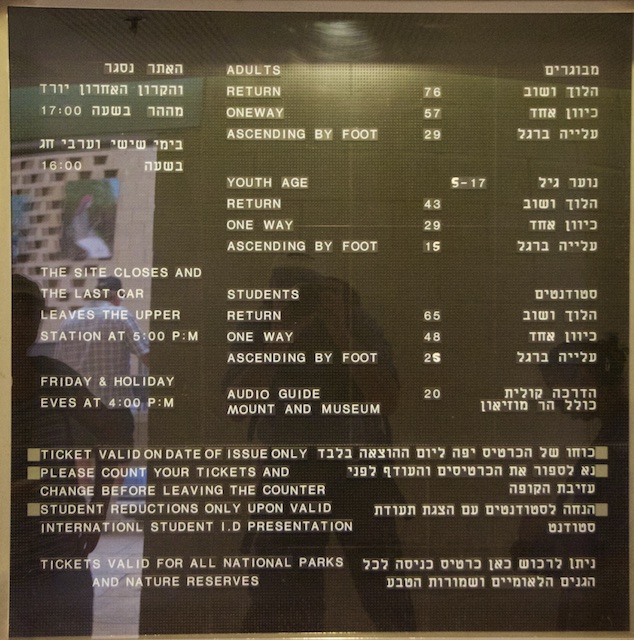 האתר נסגר
והקרון האחרון יורד
מההר בשעה 17:00
בימי שישי וערבי חג
בשעה 16:00
THE SITE CLOSES AND
THE LAST CAR
LEAVES THE UPPER
STATION AT 5:00 P:M
FRIDAY & HOLIDAY
EVES AT 4:00 P:M
ADULTS מבוגרים
RETURN 76 הלוך ושוב
ONEWAY 57 כיוון אחד
ASCENDING BY FOOT 29 עלייה ברגל
YOUTH AGE 5-17 נוער גיל
RETURN 43 הלוך ושוב
ONE WAY 29 כיוון אחד
ASCENDING BY FOOT 15 עלייה ברגל
STUDENTS סטודנטים
RETURN 65 הלוך ושוב
ONE WAY 48 כיוון אחד
ASCENDING BY FOOT 25 עלייה ברגל
AUDIO GUIDE 20 הדרכה קולית
MOUNT AND MUSEUM כולל הר מוזיאון
TICKET VALID ON DATE OF ISSUE ONLY כוחו של הכרטיס יפה ליום ההוצאה בלבד
PLEASE COUNT YOUR TICKETS AND נא לספור את הכרטיסים והעודף לפני
CHANGE BEFORE LEAVING THE COUNTER עזיבת הקופה
STUDENT REDUCTIONS ONLY UPON VALID הנחה לסטודנטים עם הצגת תעודת
INTERNATIONL STUDENT I.D PRESENTATION סטודנט
TICKETS VALID FOR ALL NATIONAL PARKS ניתן לרכוש כאן כרטיס כניסה לכל
AND NATURE RESERVES הגנים הלאומיים ושמורות הטבע